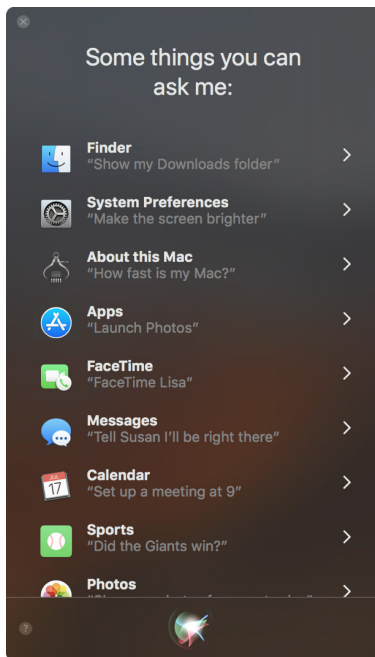 Some things you can
ask me:
Finder
“Show my Downloads folder”
System Preferences
“Make the screen brighter”
About this Mac
“How fast is my Mac?”
Apps
“Launch Photos”
FaceTime
“FaceTime Lisa”
Messages
“Tell Susan I’ll be right there”
JUL
17
Calendar
“Set up a meeting at 9”
Sports
“Did the Giants win?”
Photos
?